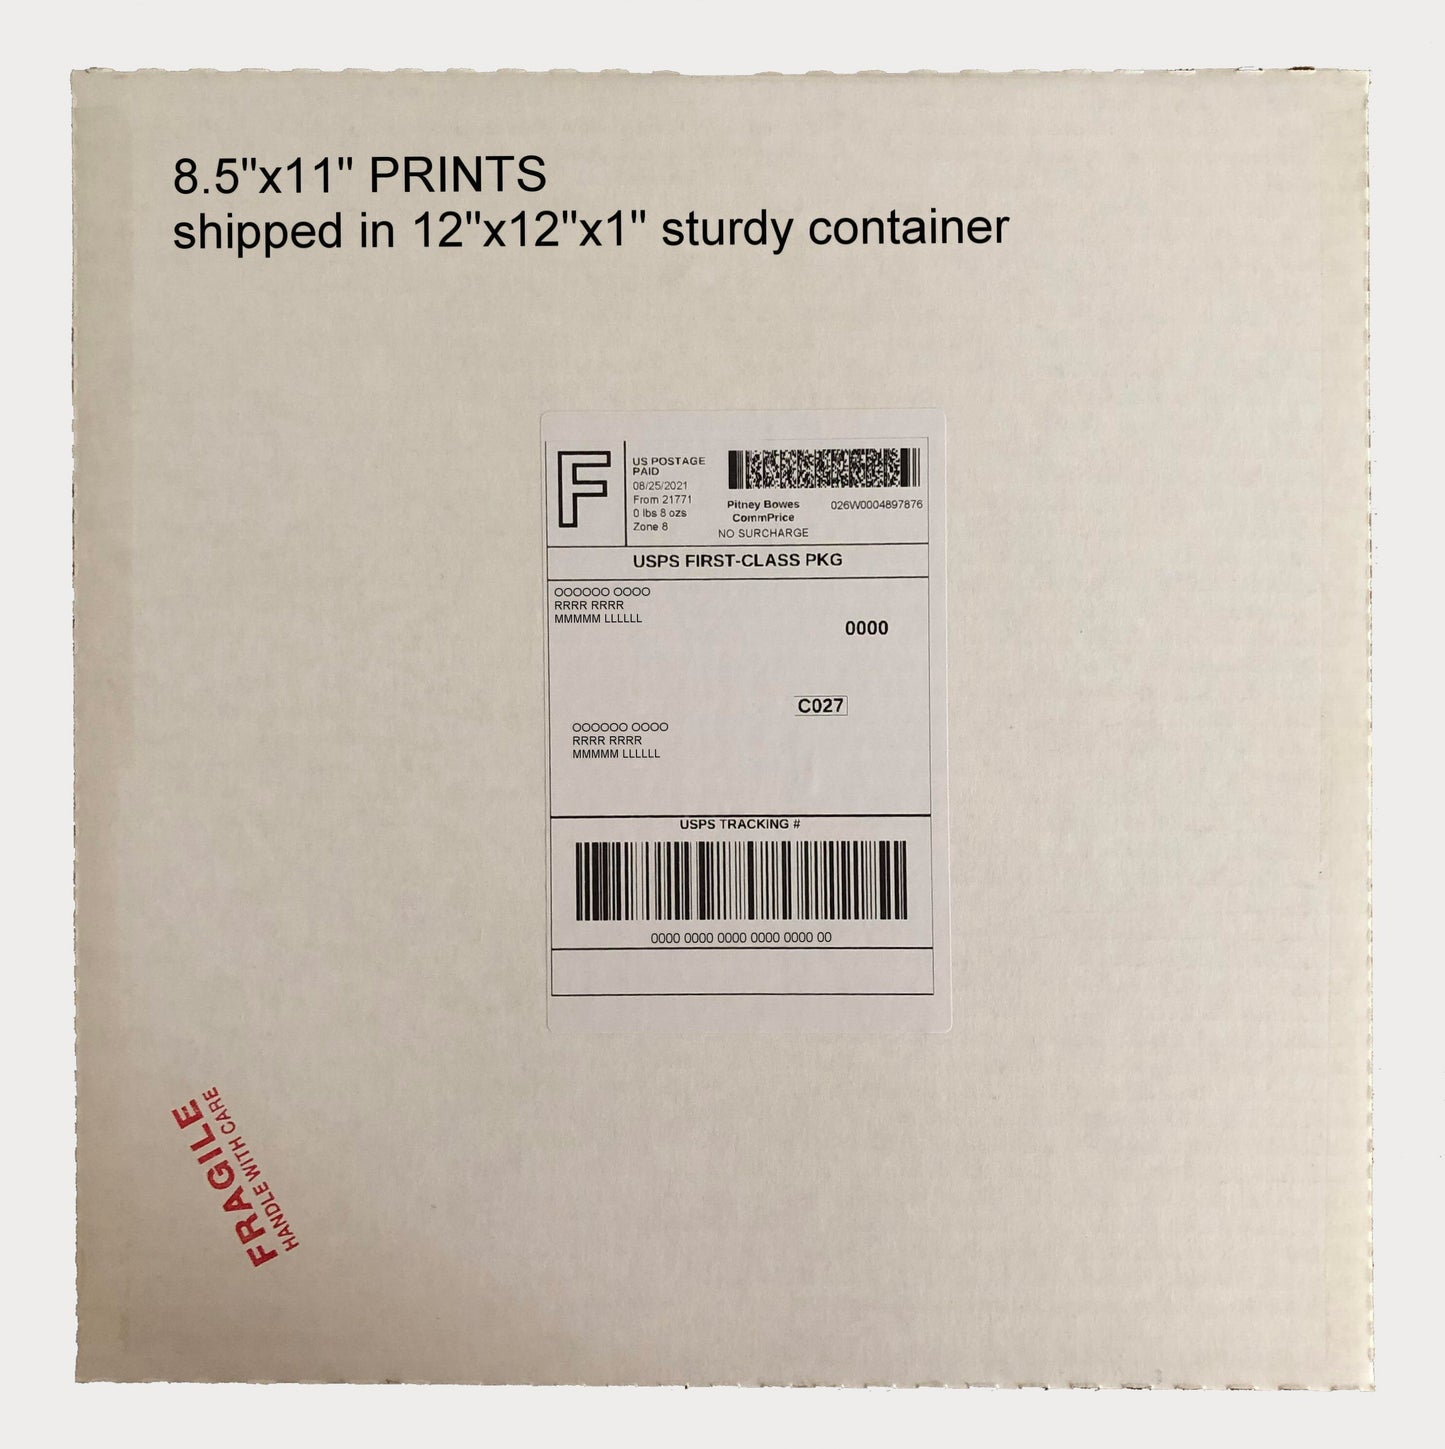 8.5"x11" PRINTS
shipped in 12"x12"x1" sturdy container
F
US POSTAGE
PAID
08/25/2021
From 21771
0 lbs 8 ozs
Zone 8
Pitney Bowes
CommPrice
NO SURCHARGE
026W0004897876
USPS FIRST-CLASS PKG
OOOOOO OOOO
RRRR RRRR
MMMMM LLLLLL
0000
C027
OOOOOO OOOO
RRRR RRRR
MMMMM LLLLLL
USPS TRACKING #
0000 0000 0000 0000 0000 00
FRAGILE
HANDLE WITH CARE